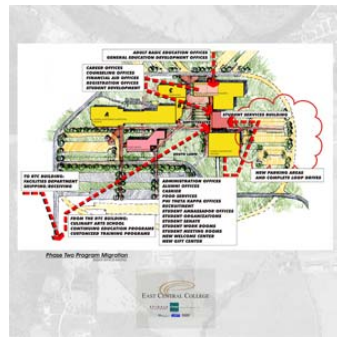 ADULT BASIC EDUCATION OFFICES
GENERAL EDUCATION DEVELOPMENT OFFICES
CAREER OFFICES
COUNSELING OFFICES
FINANCIAL AID OFFICES
REGISTRATION OFFICES
STUDENT DEVELOPMENT
C
A
STUDENT SERVICES BUILDING
TO RTC BUILDING:
FACILITIES DEPARTMENT
SHIPPING/RECEIVING
NEW PARKING AREAS
AND COMPLETE LOOP DRIVES
ADMINISTRATION OFFICES
ALUMNI OFFICES
CASHIER
FOOD SERVICES
PHI THETA KAPPA OFFICES
RECRUITMENT
STUDENT AMBASSADOR OFFICES
STUDENT ORGANIZATIONS
STUDENT SENATE
STUDENT WORK ROOMS
STUDENT MEETING ROOMS
NEW WELCOME CENTER
NEW GIFT CENTER
FROM THE RTC BUILDING:
CULINARY ARTS SCHOOL
CONTINUING EDUCATION PROGRAMS
CUSTOMIZED TRAINING PROGRAMS
Phase Two Program Migration
EAST CENTRAL COLLEGE